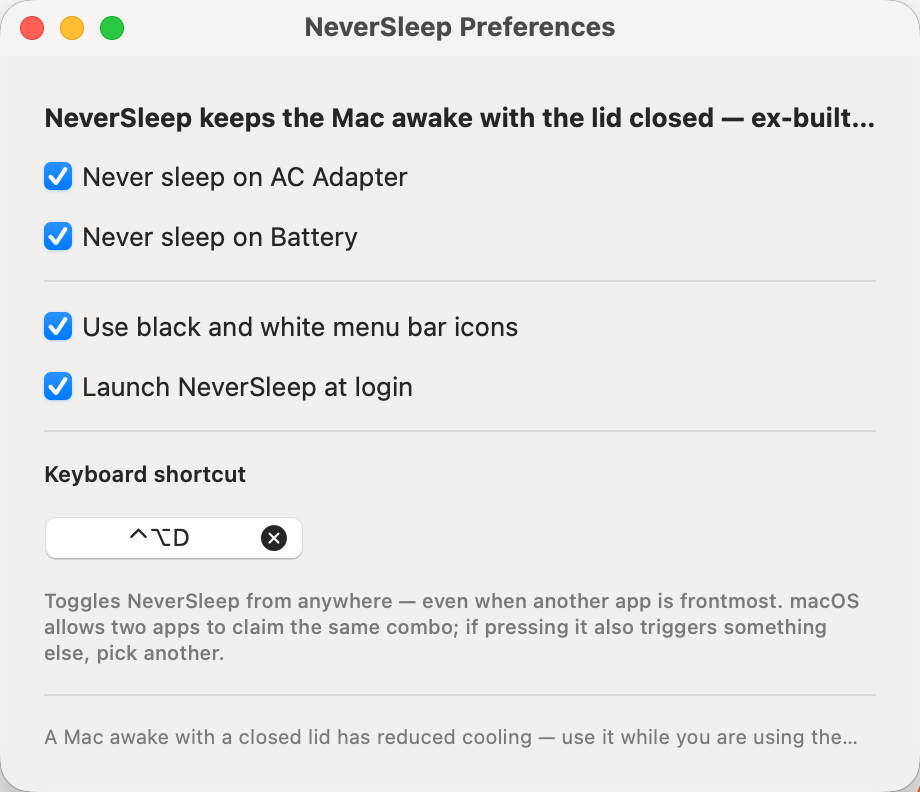 NeverSleep Preferences
NeverSleep keeps the Mac awake with the lid closed — ex-built...
Never sleep on AC Adapter
Never sleep on Battery
Use black and white menu bar icons
Launch NeverSleep at login
Keyboard shortcut
^⌥D
Toggles NeverSleep from anywhere — even when another app is frontmost. macOS
allows two apps to claim the same combo; if pressing it also triggers something
else, pick another.
A Mac awake with a closed lid has reduced cooling — use it while you are using the...